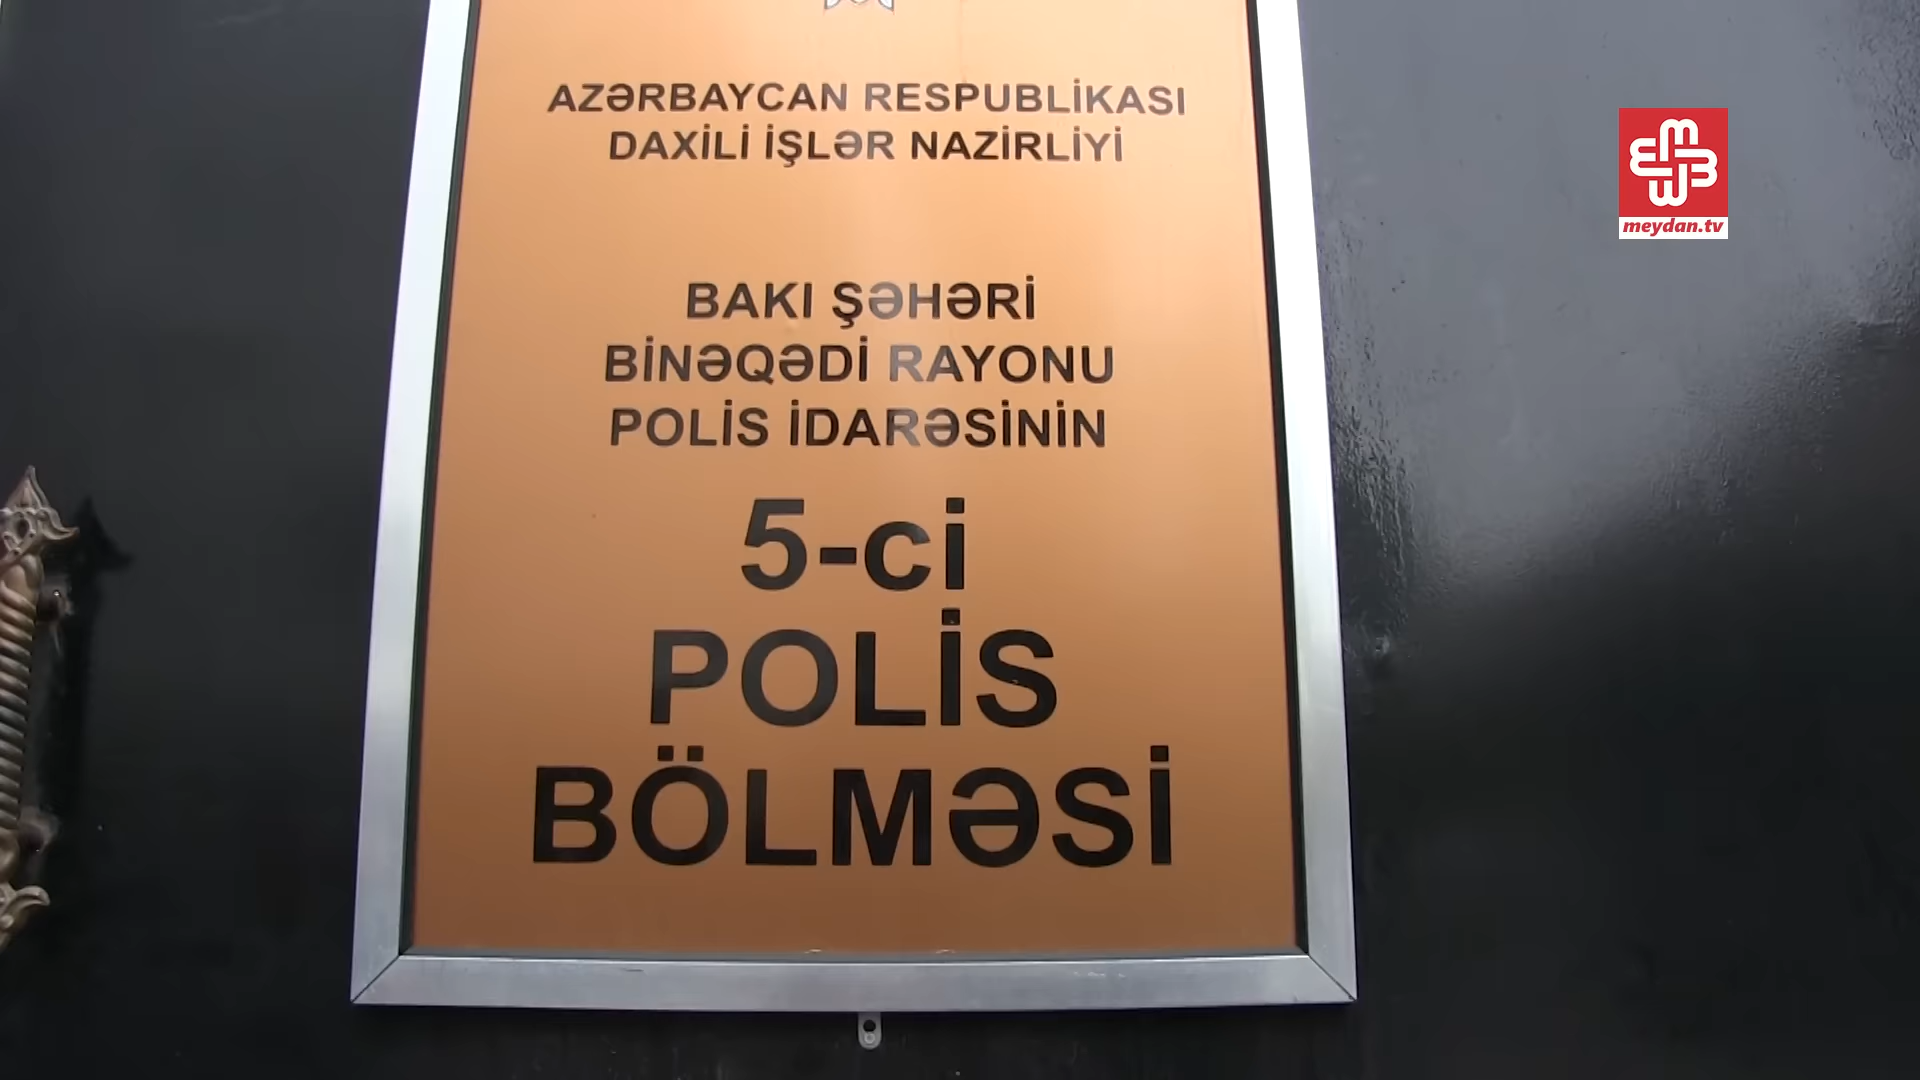 AZƏRBAYCAN RESPUBLİKASI
DAXİLİ İŞLƏR NAZİRLİYİ
BAKI ŞƏHƏRİ
BİNƏQƏDİ RAYONU
POLİS İDARƏSİNİN
5-ci
POLİS
BÖLMƏSİ
meydan.tv